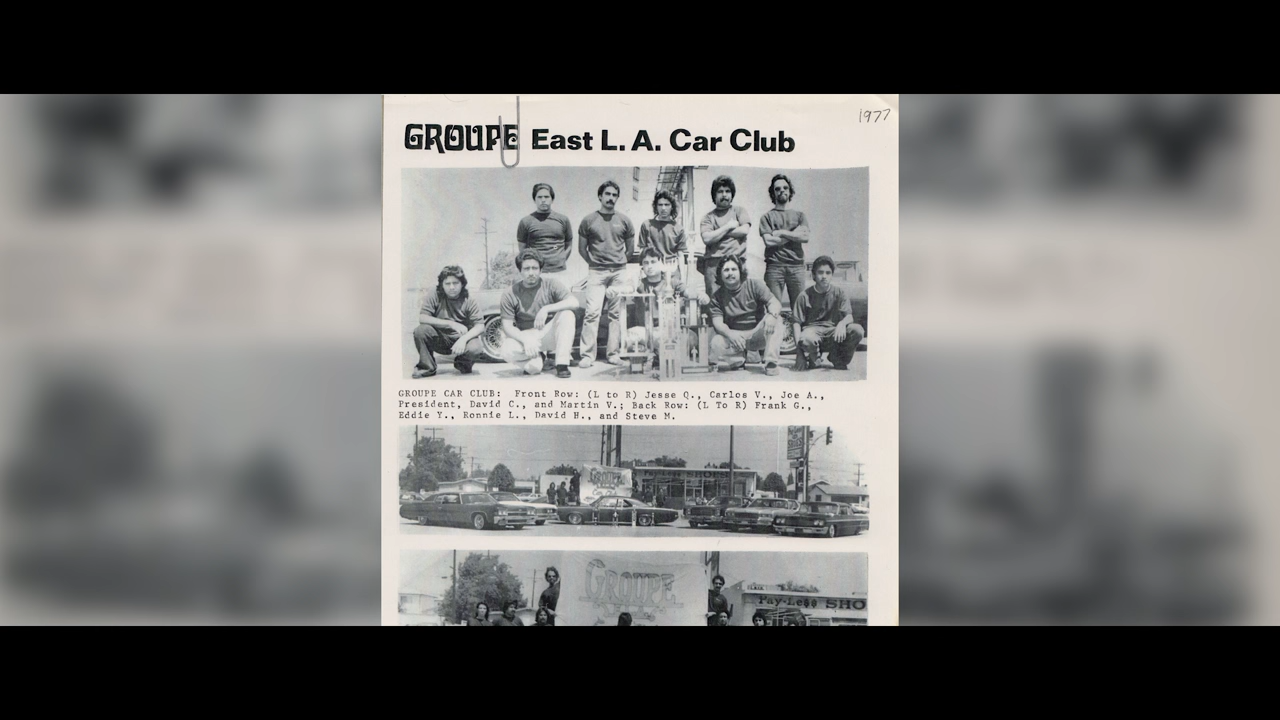 1977
GROUPE East L. A. Car Club
GROUPE CAR CLUB: Front Row: (L to R) Jesse Q., Carlos V., Joe A.,
President, David C., and Martin V.; Back Row: (L To R) Frank G.,
Eddie Y., Ronnie L., David H., and Steve M.
GROUPE
SHOES
GROUPE
Pay-Less SHO